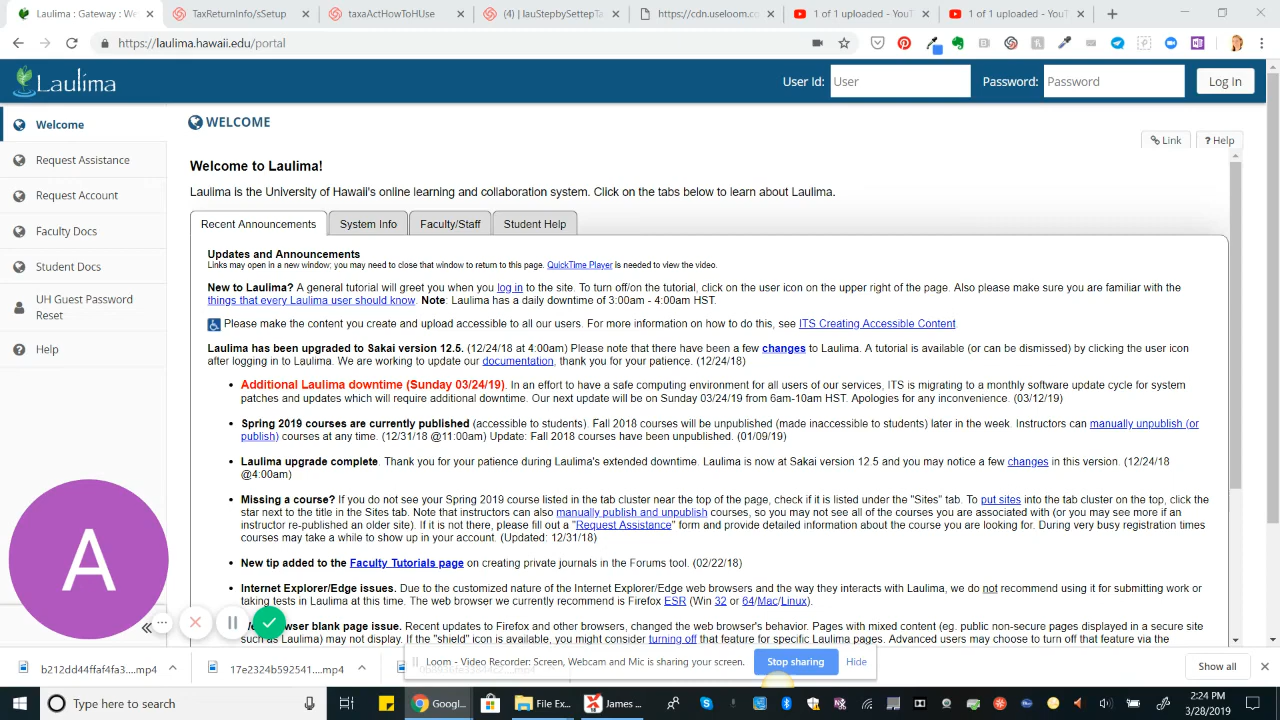 Laulima : Gateway : We
TaxReturnInfo/sSetup
taxaActHowToHUse
(4) | lauStepbySettepTa
https://cdn.useloom.co
1 of 1 uploaded - YouT
1 of 1 uploaded - YouT
https://laulima.hawaii.edu/portal
Laulima
User Id:
User
Password:
Password
Log In
Welcome
Request Assistance
Request Account
Faculty Docs
Student Docs
UH Guest Password
Reset
Help
WELCOME
Link
? Help
Welcome to Laulima!
Laulima is the University of Hawaii's online learning and collaboration system. Click on the tabs below to learn about Laulima.
Recent Announcements
System Info
Faculty/Staff
Student Help
Updates and Announcements
Links may open in a new window: you may need to close that window to return to this page. QuickTime Player is needed to view the video.
New to Laulima? A general tutorial will greet you when you log in to the site. To turn off/on the tutorial, click on the user icon on the upper right of the page. Also please make sure you are familiar with the
things that every Laulima user should know. Note: Laulima has a daily downtime of 3:00am - 4:00am HST.
Please make the content you create and upload accessible to all our users. For more information on how to do this, see ITS Creating Accessible Content
Laulima has been upgraded to Sakai version 12.5. (12/24/18 at 4:00am) Please note that there have been a few changes to Laulima. A tutorial is available (or can be dismissed) by clicking the user icon
after logging in to Laulima. We are working to update our documentation, thank you for your patience. (12/24/18)
• Additional Laulima downtime (Sunday 03/24/19). In an effort to have a safe computing environment for all users of our services, ITS is migrating to a monthly software update cycle for system
patches and updates which will require additional downtime. Our next update will be on Sunday 03/24/19 from 6am-10am HST. Apologies for any inconvenience. (03/12/19)
• Spring 2019 courses are currently published (accessible to students). Fall 2018 courses will be unpublished (made inaccessible to students) later in the week. Instructors can manually unpublish (or
publish) courses at any time. (12/31/18 @11:00am) Update: Fall 2018 courses have been unpublished. (01/09/19)
• Laulima upgrade complete. Thank you for your patience during Laulima's extended downtime. Laulima is now at Sakai version 12.5 and you may notice a few changes in this version. (12/24/18
@4:00am)
• Missing a course? If you do not see your Spring 2019 course listed in the tab cluster near the top of the page, check if it is listed under the "Sites" tab. To put sites into the tab cluster on the top, click the
star next to the title in the Sites tab. Note that instructors can also manually publish and unpublish courses, so you may not see all of the courses you are associated with (or you may see more if an
instructor re-published an older site). If it is not there, please fill out a "Request Assistance" form and provide detailed information about the course you are looking for. During very busy registration times
courses may take a while to show up in your account. (Updated: 12/31/18)
• New tip added to the Faculty Tutorials page on creating private journals in the Forums tool. (02/22/18)
• Internet Explorer/Edge issues. Due to the customized nature of the Internet Explorer/Edge web browsers and the way they interacts with Laulima, we do not recommend it for submitting work or
taking tests in Laulima at this time. The web browser we currently recommend is Firefox ESR (Win 32 or 64/Mac/Linux).
browser blank page issue. Recent updates to Firefox and other browsers, changed the web browser's behavior. Pages with mixed content (eg. public non-secure pages displayed in a secure site
such as Laulima) may not display. If the "shield" icon is available, you might consider turning off that feature for specific Laulima pages. Advanced users may choose to turn off that feature via the
A
Loom - Video Recorder: Screen, Webcam and Mic is sharing your screen.
Stop sharing
Hide
b212dd44ffaf4fa3....mp4
17e2324b592541....mp4
Show all
Type here to search
Googl...
File Ex...
James ...
2:24 PM
3/28/2019